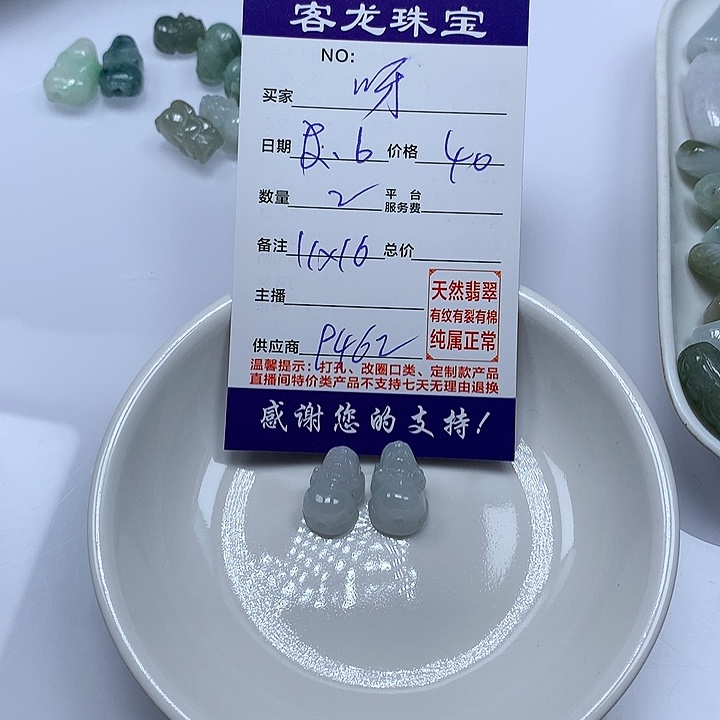 客龙珠宝
NO:
买家 呀
日期 8.6 价格 40
数量 2 平台服务费
备注 11x16 总价
主播
供应商 P462
天然翡翠
有纹有裂有棉
纯属正常
温馨提示：打孔、改圈口类、定制款产品
直播间特价类产品不支持七天无理由退换
感谢您的支持！